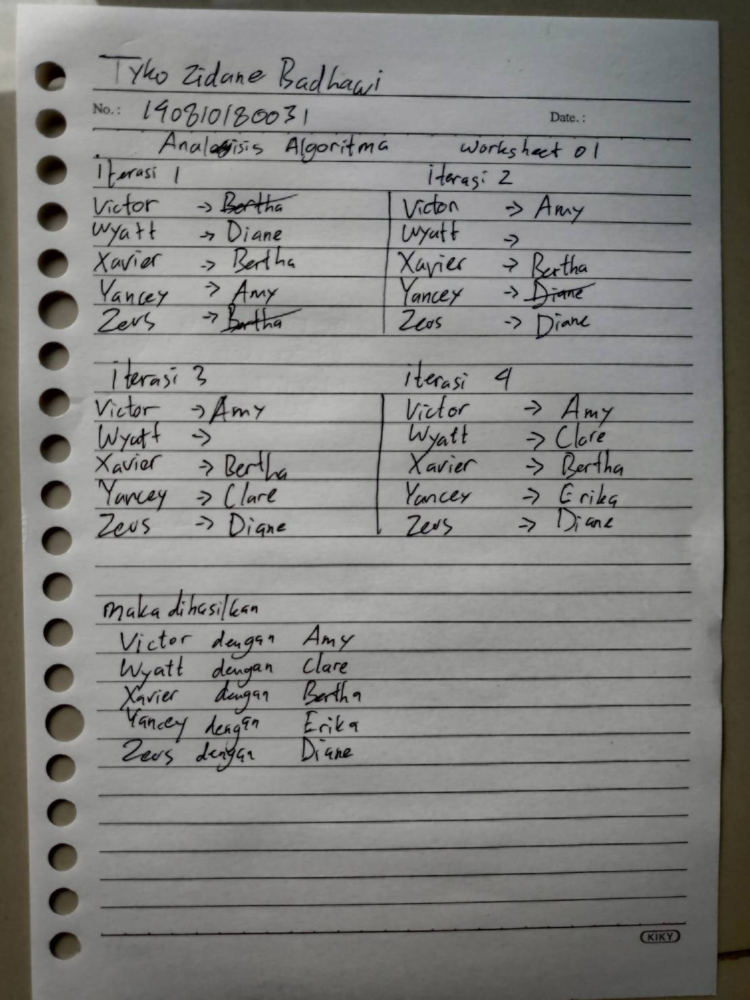 Tyko Zidane Badhawi
No.: 140810180031 Date.:
Analisis Algoritma Worksheet 01
iterasi 1
Victor -> Bertha
Wyatt -> Diane
Xavier -> Bertha
Yancey -> Amy
Zeus -> Bertha
iterasi 2
Victor -> Amy
Wyatt ->
Xavier -> Bertha
Yancey -> Diane
Zeus -> Diane
iterasi 3
Victor -> Amy
Wyatt ->
Xavier -> Bertha
Yancey -> Clare
Zeus -> Diane
iterasi 4
Victor -> Amy
Wyatt -> Clare
Xavier -> Bertha
Yancey -> Erika
Zeus -> Diane
maka dihasilkan
Victor dengan Amy
Wyatt dengan Clare
Xavier dengan Bertha
Yancey dengan Erika
Zeus dengan Diane
KIKY